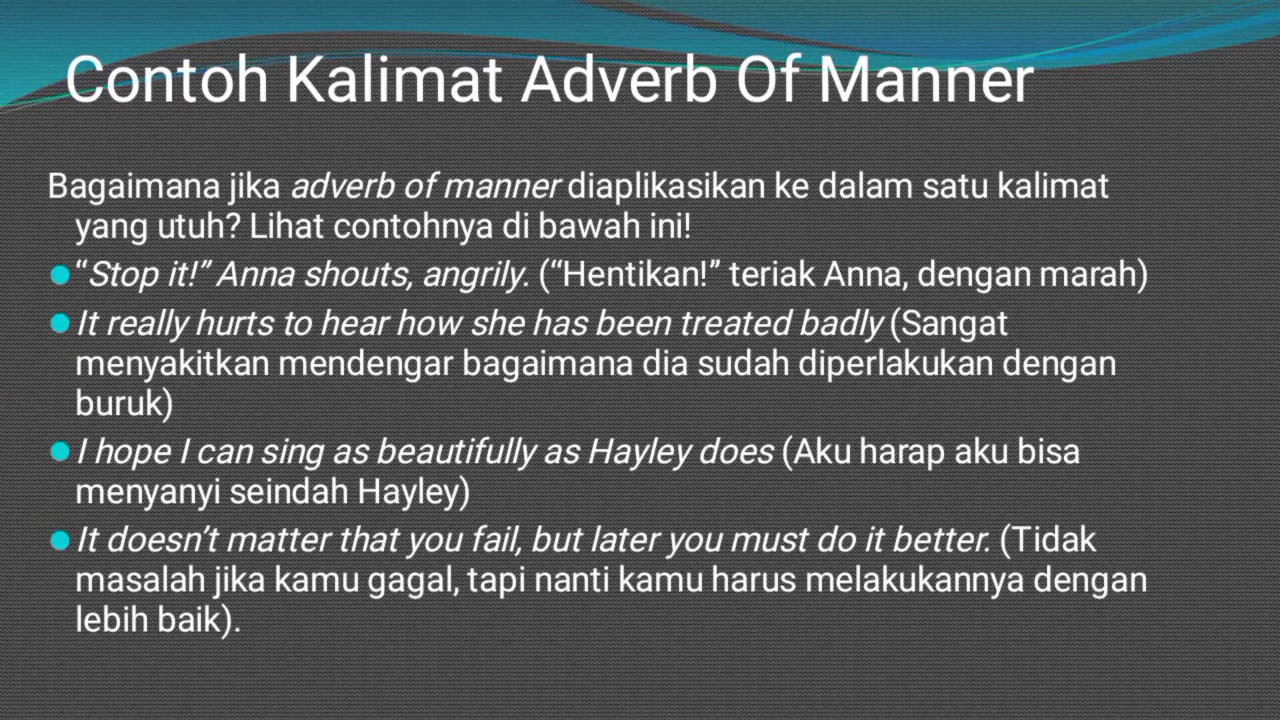 Contoh Kalimat Adverb Of Manner
Bagaimana jika adverb of manner diaplikasikan ke dalam satu kalimat
yang utuh? Lihat contohnya di bawah ini!
“Stop it!” Anna shouts, angrily. (“Hentikan!” teriak Anna, dengan marah)
It really hurts to hear how she has been treated badly (Sangat
menyakitkan mendengar bagaimana dia sudah diperlakukan dengan
buruk)
I hope I can sing as beautifully as Hayley does (Aku harap aku bisa
menyanyi seindah Hayley)
It doesn’t matter that you fail, but later you must do it better. (Tidak
masalah jika kamu gagal, tapi nanti kamu harus melakukannya dengan
lebih baik).